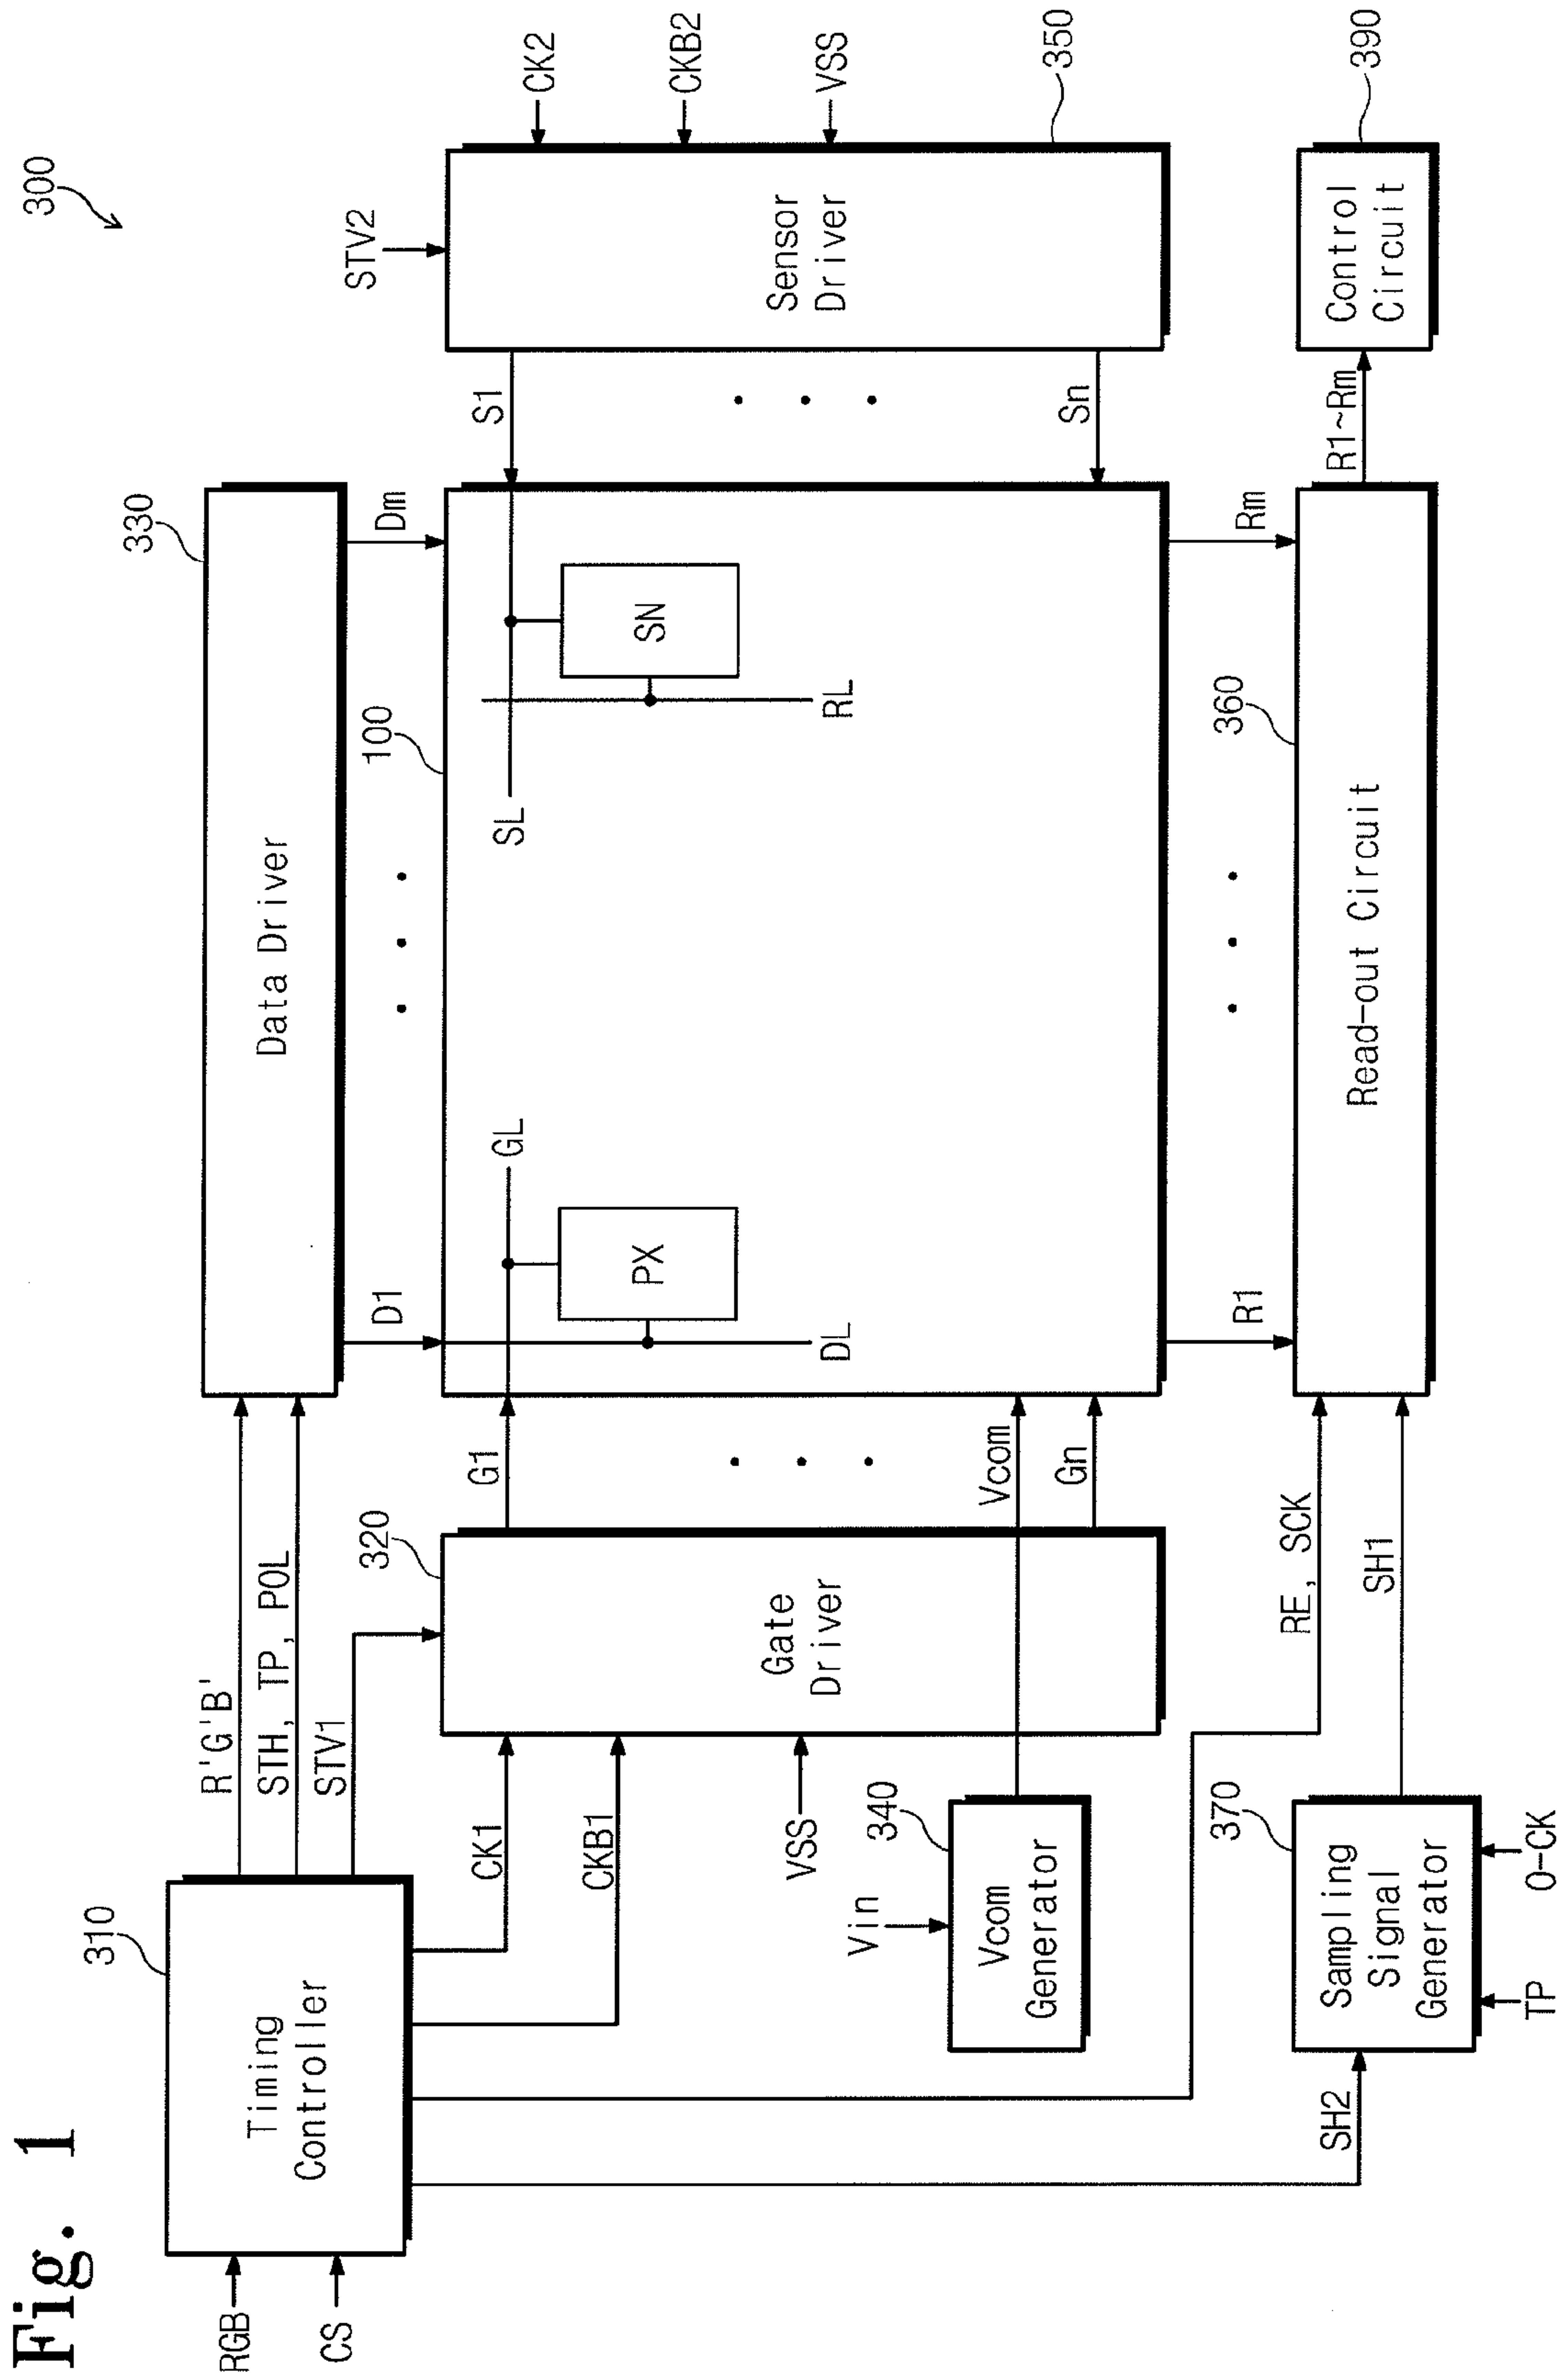 Fig. 1
300
RGB
CS
310
Timing
Controller
R'G'B'
STH, TP, POL
STV1
CK1
CKB1
VSS
330
Data Driver
320
Gate
Driver
D1
Dm
G1
Vcom
Gn
100
GL
PX
DL
SL
SN
RL
S1
Sn
STV2
Sensor
Driver
CK2
CKB2
VSS
350
Vin
340
Vcom
Generator
RE, SCK
SH1
SH2
370
Sampling
Signal
Generator
TP
O-CK
R1
Rm
360
Read-out Circuit
R1~Rm
Control
Circuit
390